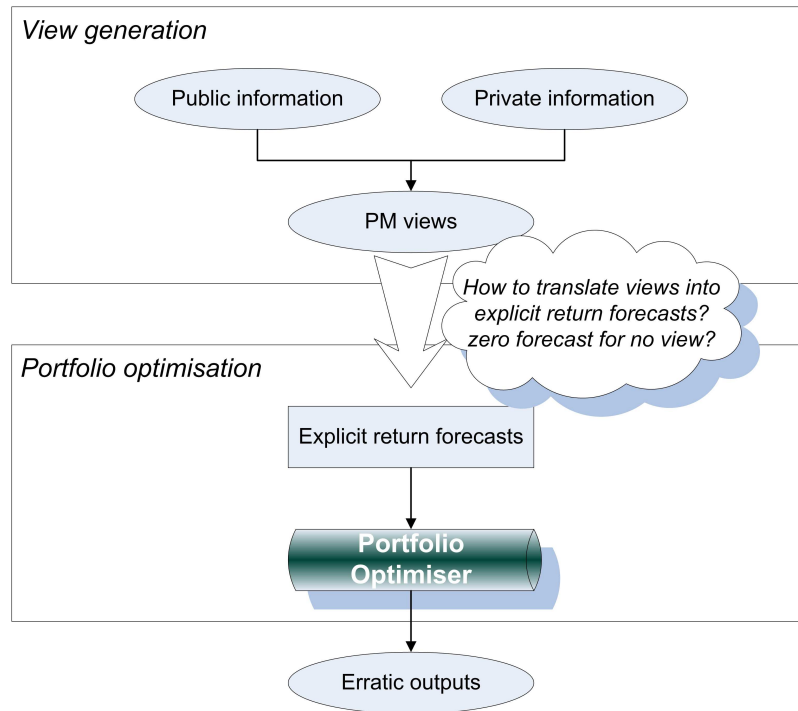 View generation
Public information
Private information
PM views
How to translate views into
explicit return forecasts?
zero forecast for no view?
Portfolio optimisation
Explicit return forecasts
Portfolio
Optimiser
Erratic outputs